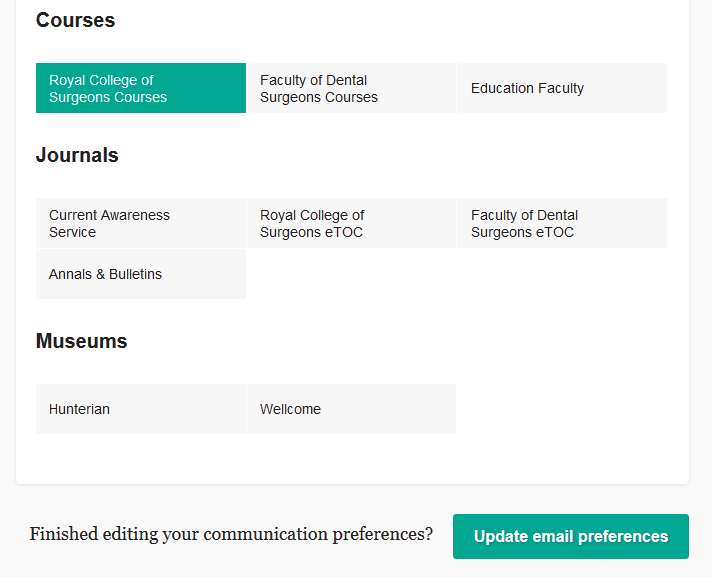 Courses
Royal College of
Surgeons Courses
Faculty of Dental
Surgeons Courses
Education Faculty
Journals
Current Awareness
Service
Royal College of
Surgeons eTOC
Faculty of Dental
Surgeons eTOC
Annals & Bulletins
Museums
Hunterian
Wellcome
Finished editing your communication preferences?
Update email preferences